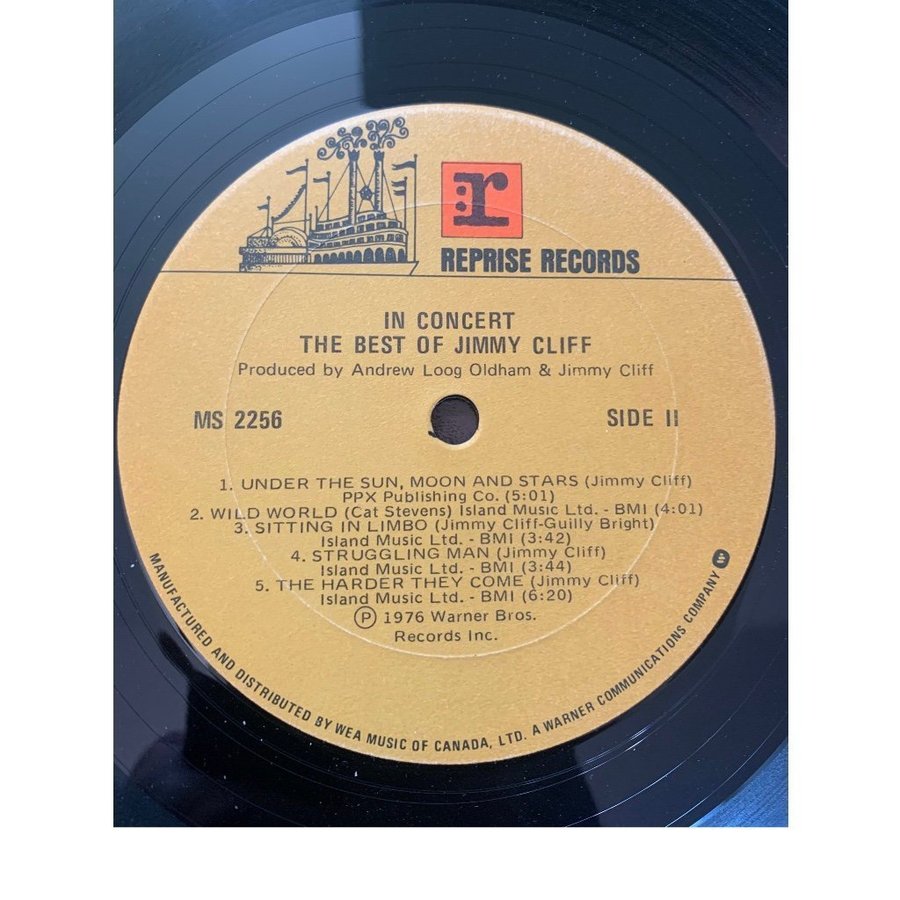 r
REPRISE RECORDS
IN CONCERT
THE BEST OF JIMMY CLIFF
Produced by Andrew Loog Oldham & Jimmy Cliff
MS 2256
SIDE II
1. UNDER THE SUN, MOON AND STARS (Jimmy Cliff)
PPX Publishing Co. (5:01)
2. WILD WORLD (Cat Stevens) Island Music Ltd. - BMI (4:01)
3. SITTING IN LIMBO (Jimmy Cliff-Guilly Bright)
Island Music Ltd. - BMI (3:42)
4. STRUGGLING MAN (Jimmy Cliff)
Island Music Ltd. - BMI (3:44)
5. THE HARDER THEY COME (Jimmy Cliff)
Island Music Ltd. - BMI (6:20)
Ⓟ 1976 Warner Bros.
Records Inc.
MANUFACTURED AND DISTRIBUTED BY WEA MUSIC OF CANADA, LTD. A WARNER COMMUNICATIONS COMPANY